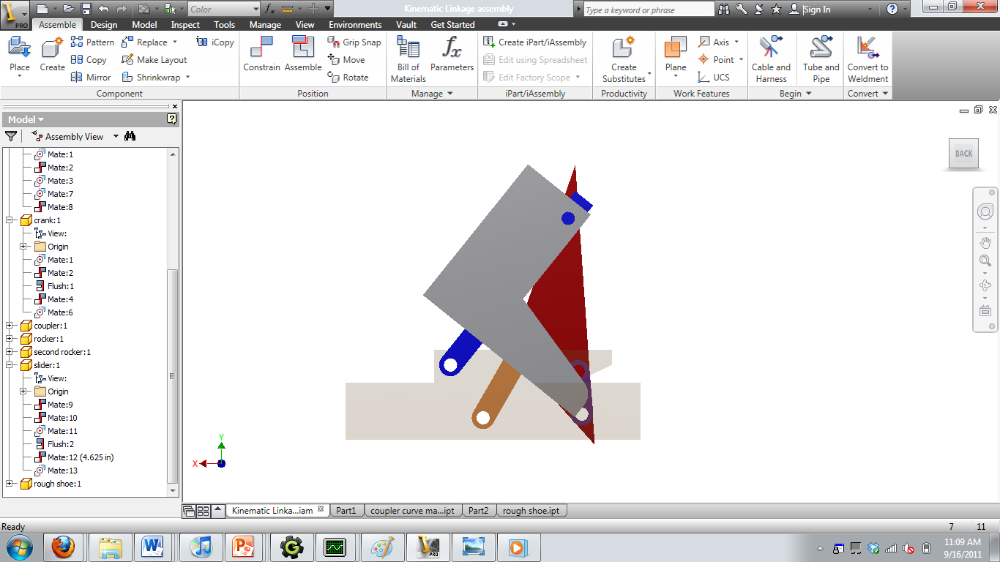 Color
Kinematic Linkage assembly
Type a keyword or phrase
Sign In
PRO
Assemble Design Model Inspect Tools Manage View Environments Vault Get Started
Place
Create
Pattern
Copy
Mirror
Replace
Make Layout
Shrinkwrap
iCopy
Constrain
Assemble
Grip Snap
Move
Rotate
Bill of
Materials
Parameters
Create iPart/iAssembly
Edit using Spreadsheet
Edit Factory Scope
Create
Substitutes
Plane
Axis
Point
UCS
Cable and
Harness
Tube and
Pipe
Convert to
Weldment
Component Position Manage iPart/iAssembly Productivity Work Features Begin Convert
Model
Assembly View
Mate:1
Mate:2
Mate:3
Mate:7
Mate:8
crank:1
View:
Origin
Mate:1
Mate:2
Flush:1
Mate:4
Mate:6
coupler:1
rocker:1
second rocker:1
slider:1
View:
Origin
Mate:9
Mate:10
Mate:11
Flush:2
Mate:12 (4.625 in)
Mate:13
rough shoe:1
BACK
Y
X
Kinematic Linka...iam Part1 coupler curve ma...ipt Part2 rough shoe.ipt
Ready
7 11
PRO
11:09 AM
9/16/2011